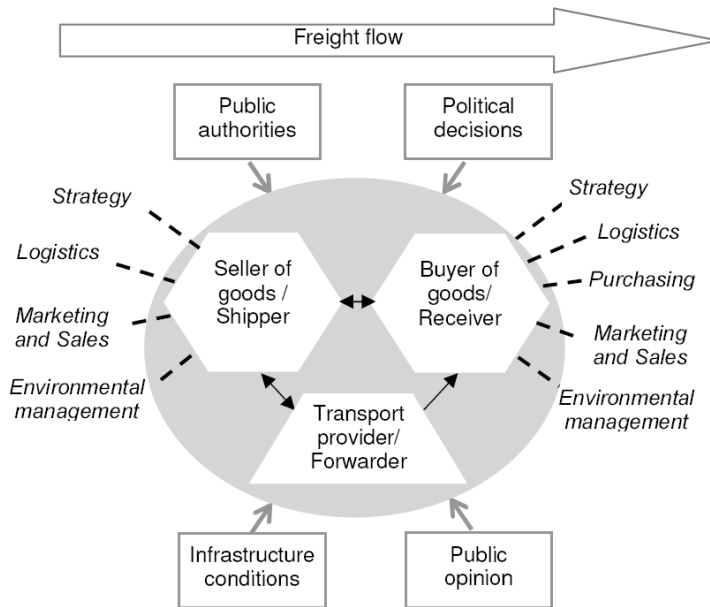 Freight flow
Public
authorities
Political
decisions
Strategy
Logistics
Marketing
and Sales
Environmental
management
Seller of
goods /
Shipper
Buyer of
goods/
Receiver
Strategy
Logistics
Purchasing
Marketing
and Sales
Environmental
management
Transport
provider/
Forwarder
Infrastructure
conditions
Public
opinion